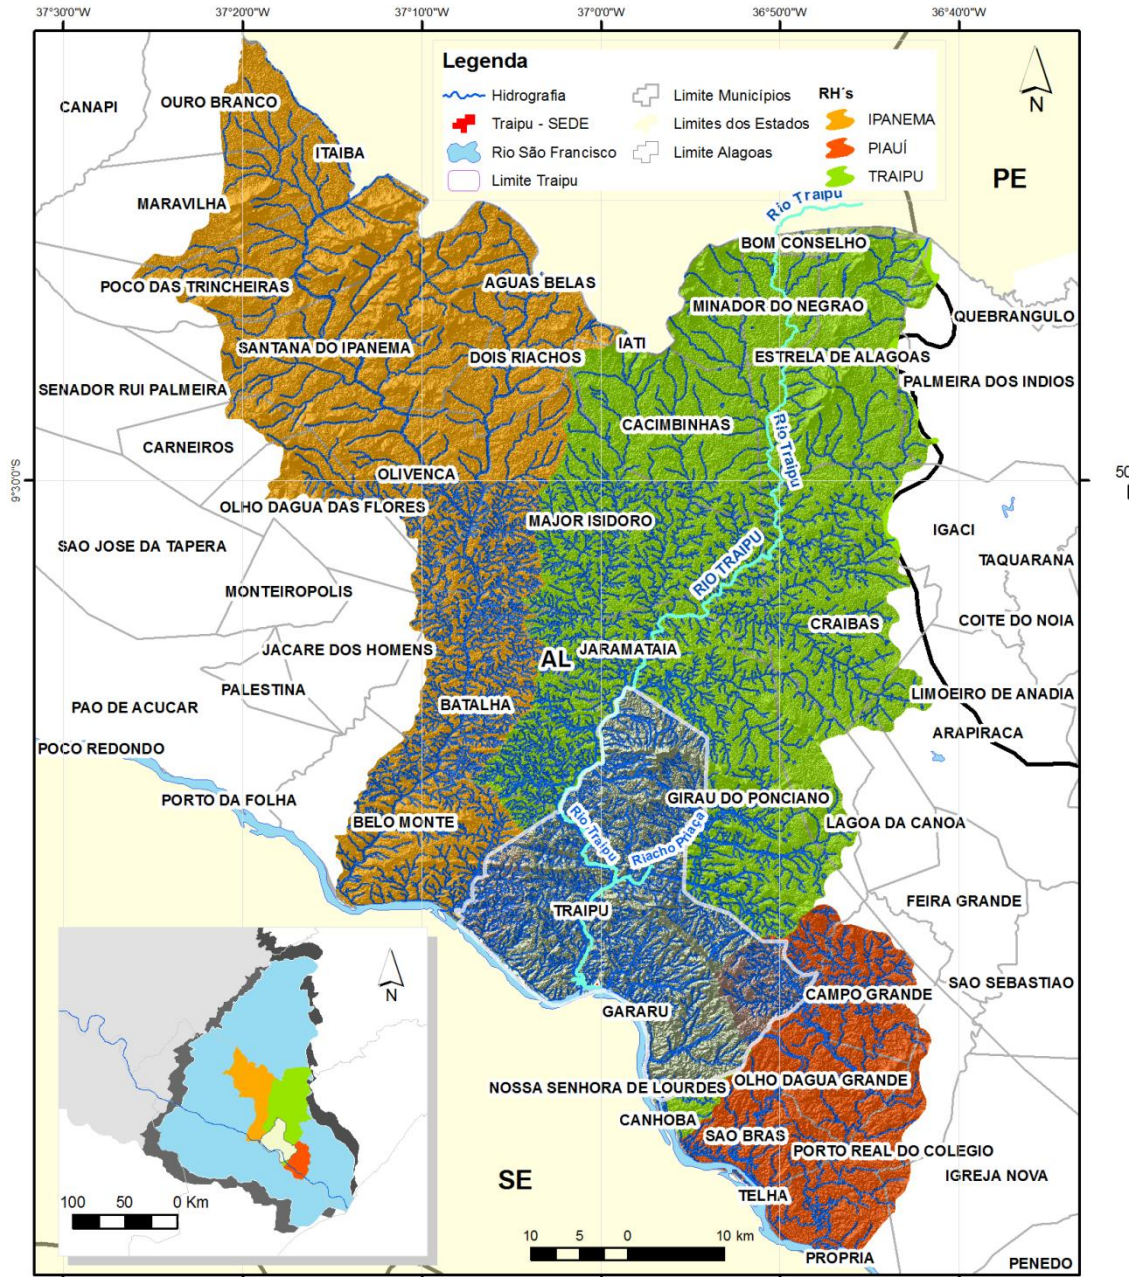 37°30'0"W
37°20'0"W
37°10'0"W
37°0'0"W
36°50'0"W
36°40'0"W
Legenda
Hidrografia
Traipu - SEDE
Rio São Francisco
Limite Traipu
Limite Municípios
Limites dos Estados
Limite Alagoas
RH´s
IPANEMA
PIAUÍ
TRAIPU
N
PE
CANAPI
OURO BRANCO
ITAIBA
MARAVILHA
Rio Traipu
BOM CONSELHO
POCO DAS TRINCHEIRAS
AGUAS BELAS
MINADOR DO NEGRAO
QUEBRANGULO
SANTANA DO IPANEMA
DOIS RIACHOS
IATI
ESTRELA DE ALAGOAS
SENADOR RUI PALMEIRA
PALMEIRA DOS INDIOS
CACIMBINHAS
CARNEIROS
Rio Traipu
OLIVENCA
9°30'0"S
50
OLHO DAGUA DAS FLORES
MAJOR ISIDORO
IGACI
SAO JOSE DA TAPERA
RIO TRAIPU
TAQUARANA
MONTEIROPOLIS
CRAIBAS
COITE DO NOIA
JACARE DOS HOMENS
AL
JARAMATAIA
PALESTINA
LIMOEIRO DE ANADIA
PAO DE ACUCAR
BATALHA
ARAPIRACA
POCO REDONDO
PORTO DA FOLHA
GIRAU DO PONCIANO
BELO MONTE
Rio Traipu
Riacho Priaça
LAGOA DA CANOA
TRAIPU
FEIRA GRANDE
SAO SEBASTIAO
CAMPO GRANDE
GARARU
NOSSA SENHORA DE LOURDES
OLHO DAGUA GRANDE
CANHOBA
SAO BRAS
PORTO REAL DO COLEGIO
IGREJA NOVA
SE
TELHA
PROPRIA
PENEDO
N
100 50 0 Km
10 5 0 10 km